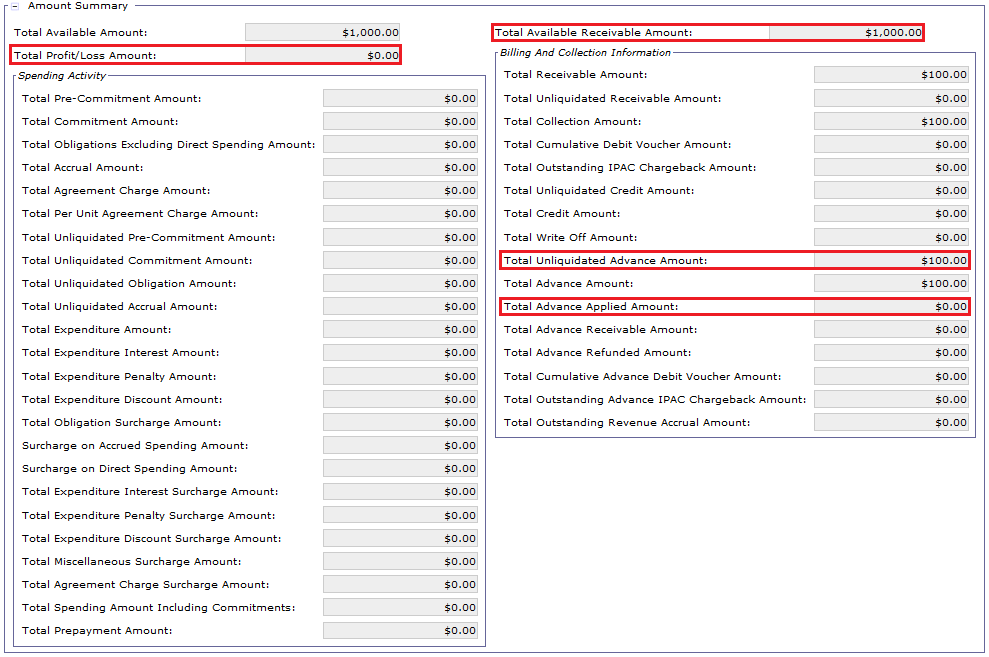 Amount Summary
Total Available Amount: $1,000.00
Total Profit/Loss Amount: $0.00
Spending Activity
Total Pre-Commitment Amount: $0.00
Total Commitment Amount: $0.00
Total Obligations Excluding Direct Spending Amount: $0.00
Total Accrual Amount: $0.00
Total Agreement Charge Amount: $0.00
Total Per Unit Agreement Charge Amount: $0.00
Total Unliquidated Pre-Commitment Amount: $0.00
Total Unliquidated Commitment Amount: $0.00
Total Unliquidated Obligation Amount: $0.00
Total Unliquidated Accrual Amount: $0.00
Total Expenditure Amount: $0.00
Total Expenditure Interest Amount: $0.00
Total Expenditure Penalty Amount: $0.00
Total Expenditure Discount Amount: $0.00
Total Obligation Surcharge Amount: $0.00
Surcharge on Accrued Spending Amount: $0.00
Surcharge on Direct Spending Amount: $0.00
Total Expenditure Interest Surcharge Amount: $0.00
Total Expenditure Penalty Surcharge Amount: $0.00
Total Expenditure Discount Surcharge Amount: $0.00
Total Miscellaneous Surcharge Amount: $0.00
Total Agreement Charge Surcharge Amount: $0.00
Total Spending Amount Including Commitments: $0.00
Total Prepayment Amount: $0.00
Total Available Receivable Amount: $1,000.00
Billing And Collection Information
Total Receivable Amount: $100.00
Total Unliquidated Receivable Amount: $0.00
Total Collection Amount: $100.00
Total Cumulative Debit Voucher Amount: $0.00
Total Outstanding IPAC Chargeback Amount: $0.00
Total Unliquidated Credit Amount: $0.00
Total Credit Amount: $0.00
Total Write Off Amount: $0.00
Total Unliquidated Advance Amount: $100.00
Total Advance Amount: $100.00
Total Advance Applied Amount: $0.00
Total Advance Receivable Amount: $0.00
Total Advance Refunded Amount: $0.00
Total Cumulative Advance Debit Voucher Amount: $0.00
Total Outstanding Advance IPAC Chargeback Amount: $0.00
Total Outstanding Revenue Accrual Amount: $0.00